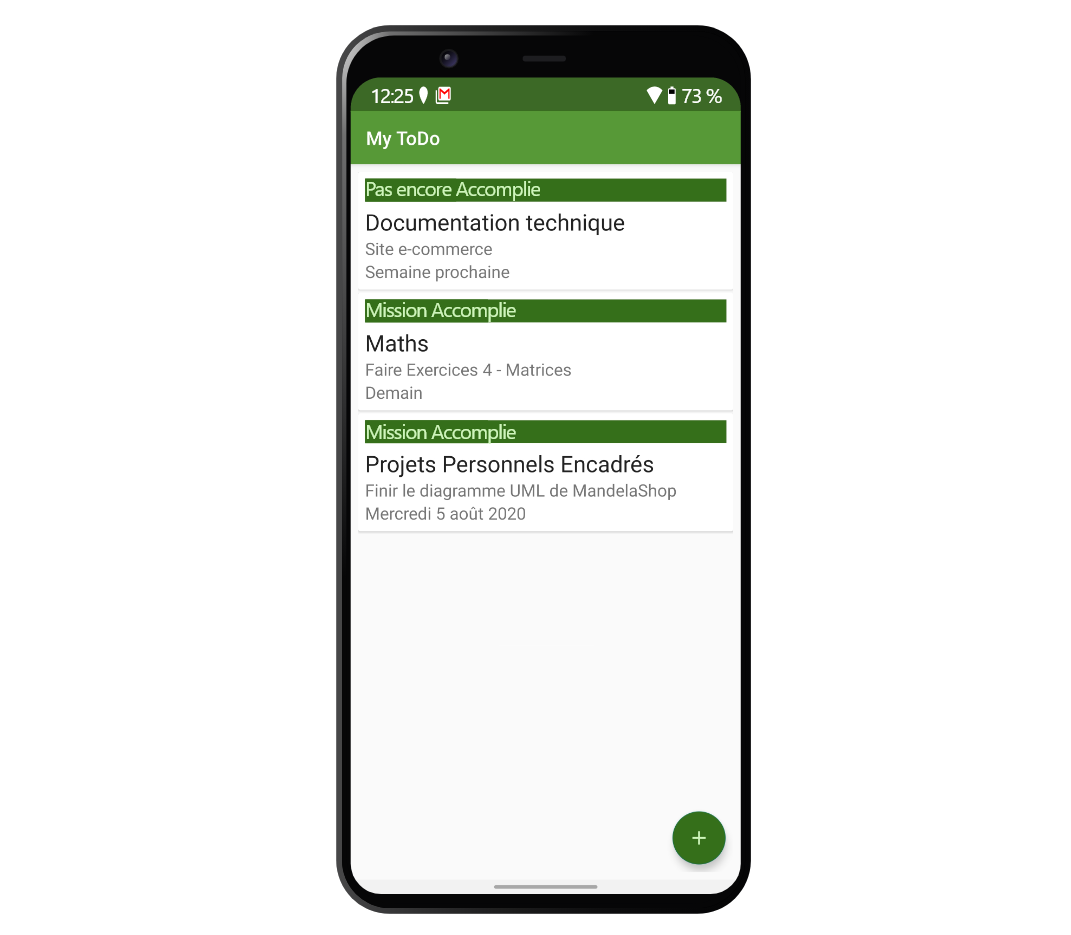 12:25 73 %
My ToDo
Pas encore Accomplie
Documentation technique
Site e-commerce
Semaine prochaine
Mission Accomplie
Maths
Faire Exercices 4 - Matrices
Demain
Mission Accomplie
Projets Personnels Encadrés
Finir le diagramme UML de MandelaShop
Mercredi 5 août 2020
+